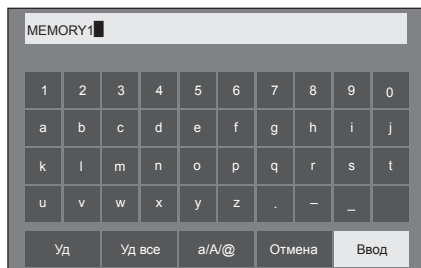 MEMORY1
1 2 3 4 5 6 7 8 9 0
a b c d e f g h i j
k l m n o p q r s t
u v w x y z . – _
Уд Уд все a/A/@ Отмена Ввод